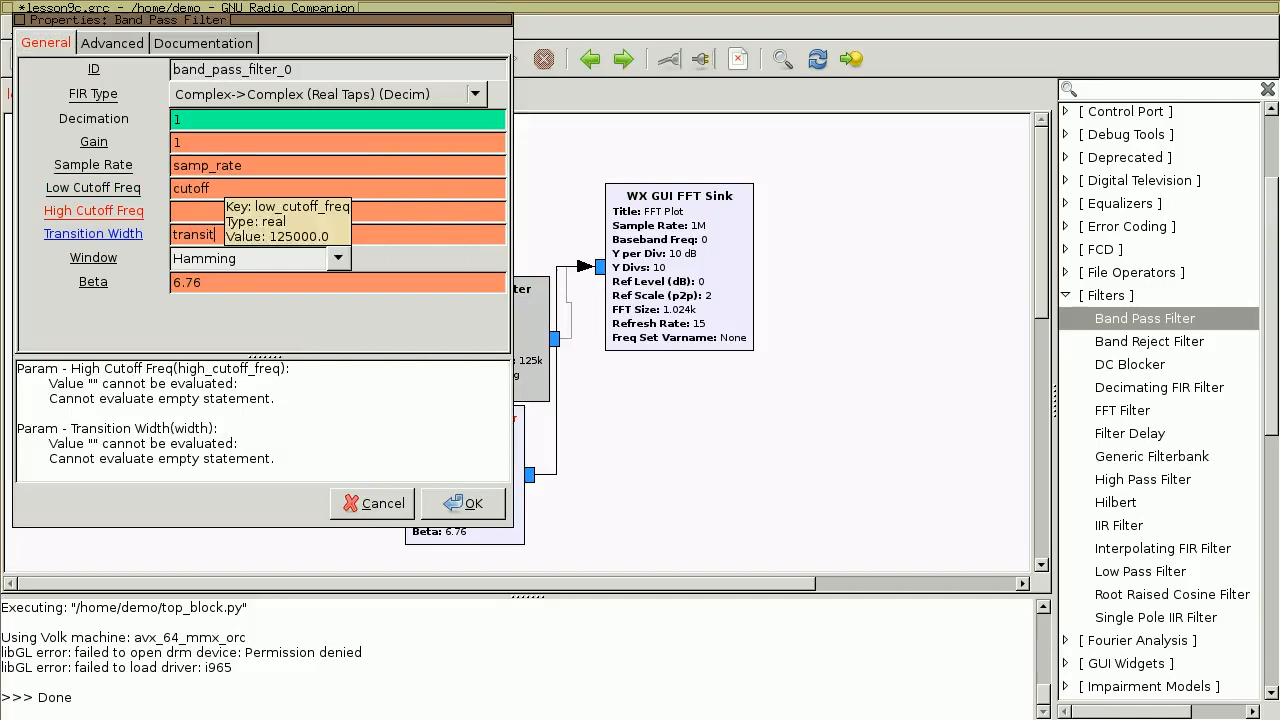 *lesson9c.grc - /home/demo - GNU Radio Companion
Properties: Band Pass Filter
General
Advanced
Documentation
ID
band_pass_filter_0
FIR Type
Complex->Complex (Real Taps) (Decim)
Decimation
1
Gain
1
Sample Rate
samp_rate
Low Cutoff Freq
cutoff
High Cutoff Freq
Key: low_cutoff_freq
Type: real
Value: 125000.0
Transition Width
transit
Window
Hamming
Beta
6.76
Param - High Cutoff Freq(high_cutoff_freq):
Value "" cannot be evaluated:
Cannot evaluate empty statement.
Param - Transition Width(width):
Value "" cannot be evaluated:
Cannot evaluate empty statement.
Cancel
OK
ter
: 125k
g
r
Beta: 6.76
WX GUI FFT Sink
Title: FFT Plot
Sample Rate: 1M
Baseband Freq: 0
Y per Div: 10 dB
Y Divs: 10
Ref Level (dB): 0
Ref Scale (p2p): 2
FFT Size: 1.024k
Refresh Rate: 15
Freq Set Varname: None
[ Control Port ]
[ Debug Tools ]
[ Deprecated ]
[ Digital Television ]
[ Equalizers ]
[ Error Coding ]
[ FCD ]
[ File Operators ]
[ Filters ]
Band Pass Filter
Band Reject Filter
DC Blocker
Decimating FIR Filter
FFT Filter
Filter Delay
Generic Filterbank
High Pass Filter
Hilbert
IIR Filter
Interpolating FIR Filter
Low Pass Filter
Root Raised Cosine Filter
Single Pole IIR Filter
[ Fourier Analysis ]
[ GUI Widgets ]
[ Impairment Models ]
Executing: "/home/demo/top_block.py"
Using Volk machine: avx_64_mmx_orc
libGL error: failed to open drm device: Permission denied
libGL error: failed to load driver: i965
>>> Done